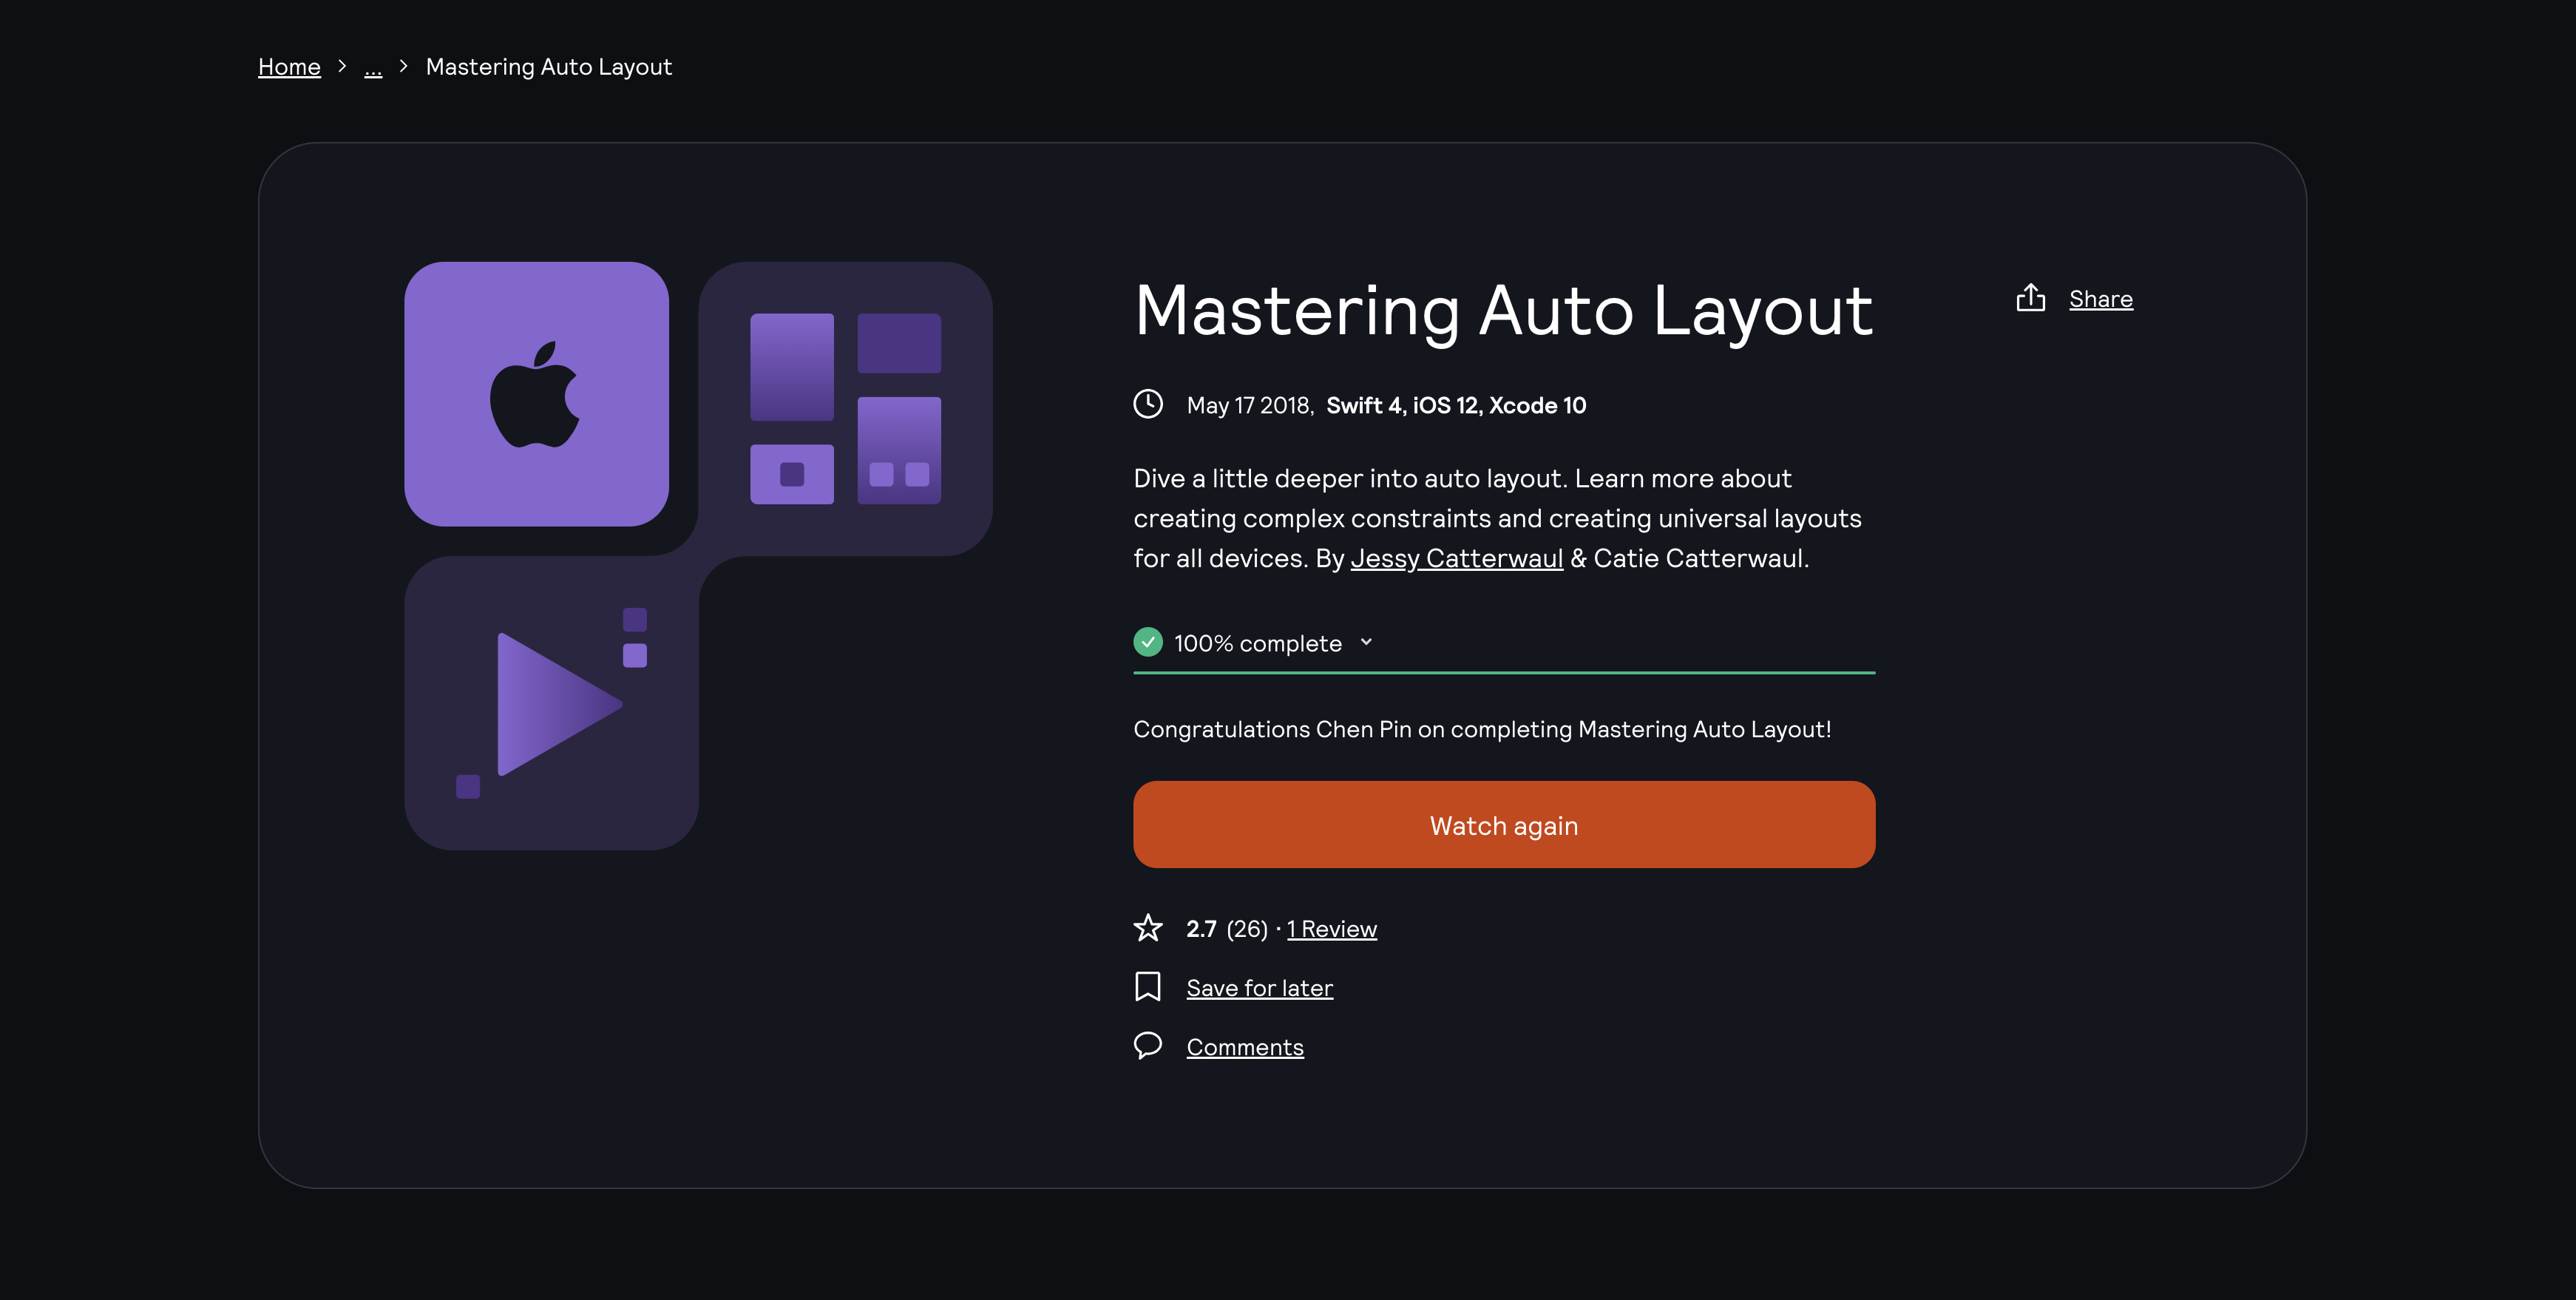 Home > ... > Mastering Auto Layout
Mastering Auto Layout
Share
May 17 2018, Swift 4, iOS 12, Xcode 10
Dive a little deeper into auto layout. Learn more about
creating complex constraints and creating universal layouts
for all devices. By Jessy Catterwaul & Catie Catterwaul.
100% complete
Congratulations Chen Pin on completing Mastering Auto Layout!
Watch again
2.7 (26) · 1 Review
Save for later
Comments